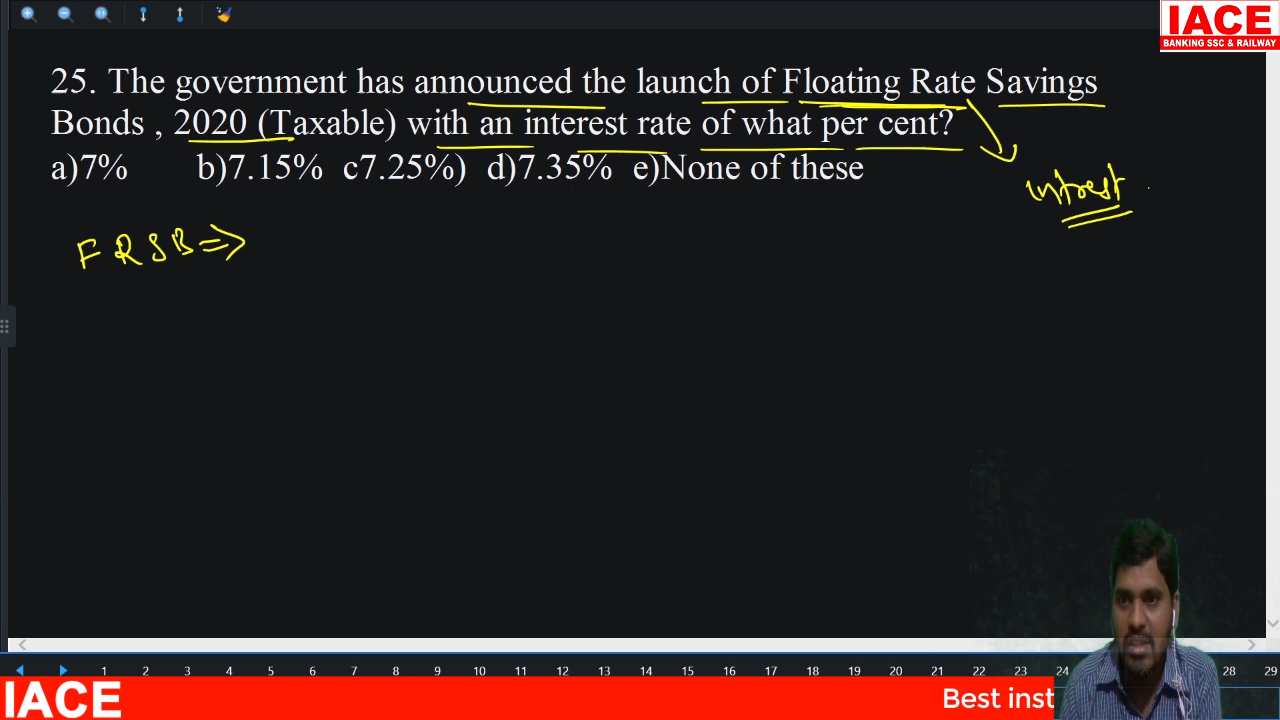 IACE
BANKING SSC & RAILWAY
25. The government has announced the launch of Floating Rate Savings
Bonds , 2020 (Taxable) with an interest rate of what per cent?
a)7% b)7.15% c7.25%) d)7.35% e)None of these
intrest
F R S B =>
1 2 3 4 5 6 7 8 9 10 11 12 13 14 15 16 17 18 19 20 21 22 23 24 28 29
IACE
Best inst